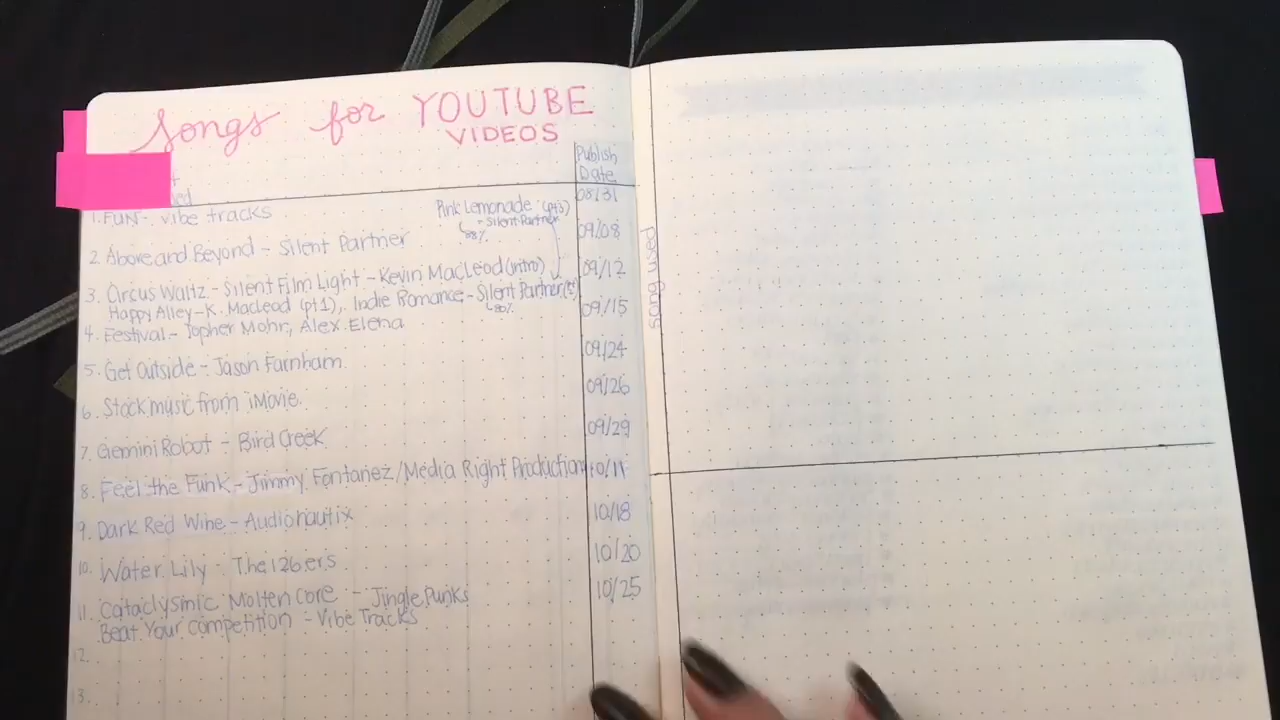 Songs for YOUTUBE
VIDEOS
Publish
Date
1. FUN - Vibe tracks
08/31
Pink Lemonade (pt3)
- Silent Partner
2. Above and Beyond - Silent Partner
09/08
3. Circus Waltz - Silent Film Light - Kevin MacLeod (intro)
09/12
Happy Alley - K. Macleod (pt1), Indie Romance - Silent Partner
4. Festival - Topher Mohr, Alex Elena
09/15
5. Get Outside - Jason Farnham
09/24
6. Stock music from iMovie
09/26
7. Gemini Robot - Bird Creek
09/29
8. Feel the Funk - Jimmy Fontanez/Media Right Production
10/11
9. Dark Red Wine - Audionautix
10/18
10. Water Lily - The 126ers
10/20
11. Cataclysmic Molten Core - Jingle Punks
10/25
Beat Your Competition - Vibe Tracks
12.
13.
song used